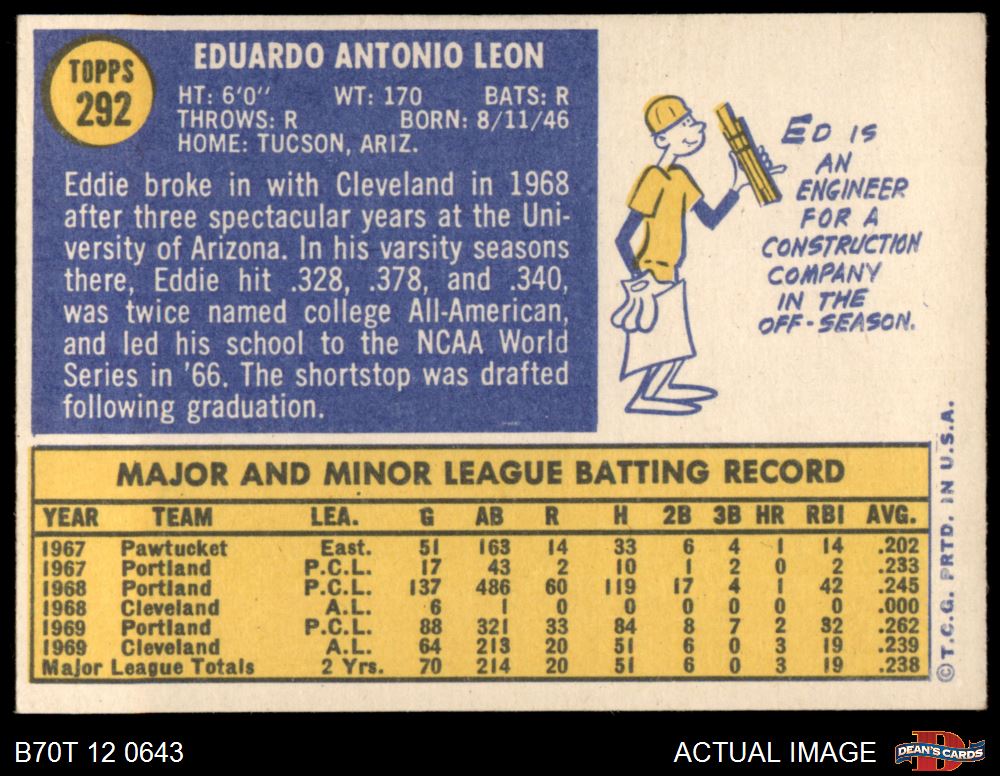 TOPPS
292
EDUARDO ANTONIO LEON
HT: 6'0" WT: 170 BATS: R
THROWS: R BORN: 8/11/46
HOME: TUCSON, ARIZ.
Eddie broke in with Cleveland in 1968
after three spectacular years at the Uni-
versity of Arizona. In his varsity seasons
there, Eddie hit .328, .378, and .340,
was twice named college All-American,
and led his school to the NCAA World
Series in '66. The shortstop was drafted
following graduation.
ED IS
AN
ENGINEER
FOR A
CONSTRUCTION
COMPANY
IN THE
OFF-SEASON.
MAJOR AND MINOR LEAGUE BATTING RECORD
YEAR TEAM LEA. G AB R H 2B 3B HR RBI AVG.
1967 Pawtucket East. 51 163 14 33 6 4 1 14 .202
1967 Portland P.C.L. 17 43 2 10 1 2 0 2 .233
1968 Portland P.C.L. 137 486 60 119 17 4 1 42 .245
1968 Cleveland A.L. 6 1 0 0 0 0 0 0 .000
1969 Portland P.C.L. 88 321 33 84 8 7 2 32 .262
1969 Cleveland A.L. 64 213 20 51 6 0 3 19 .239
Major League Totals 2 Yrs. 70 214 20 51 6 0 3 19 .238
© T.C.G. PRTD. IN U.S.A.
B70T 12 0643
ACTUAL IMAGE
D
DEAN'S CARDS